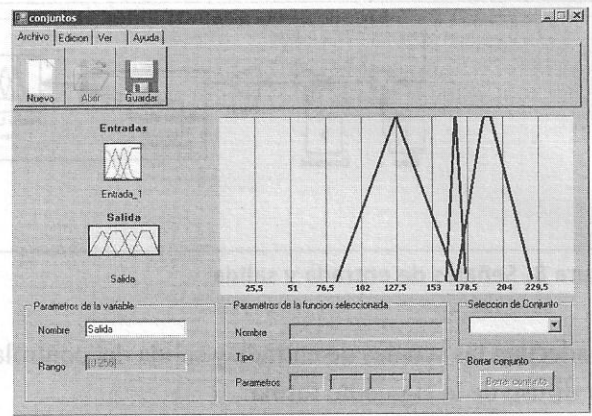 conjuntos
Archivo Edicion Ver Ayuda
Nuevo Abrir Guardar
Entradas
Entrada_1
Salida
Salida
25,5 51 76,5 102 127,5 153 178,5 204 229,5
Parametros de la variable
Nombre Salida
Rango
Parametros de la funcion seleccionada
Nombre
Tipo
Parametros
Seleccion de Conjunto
Borrar conjunto
Borrar conjunto